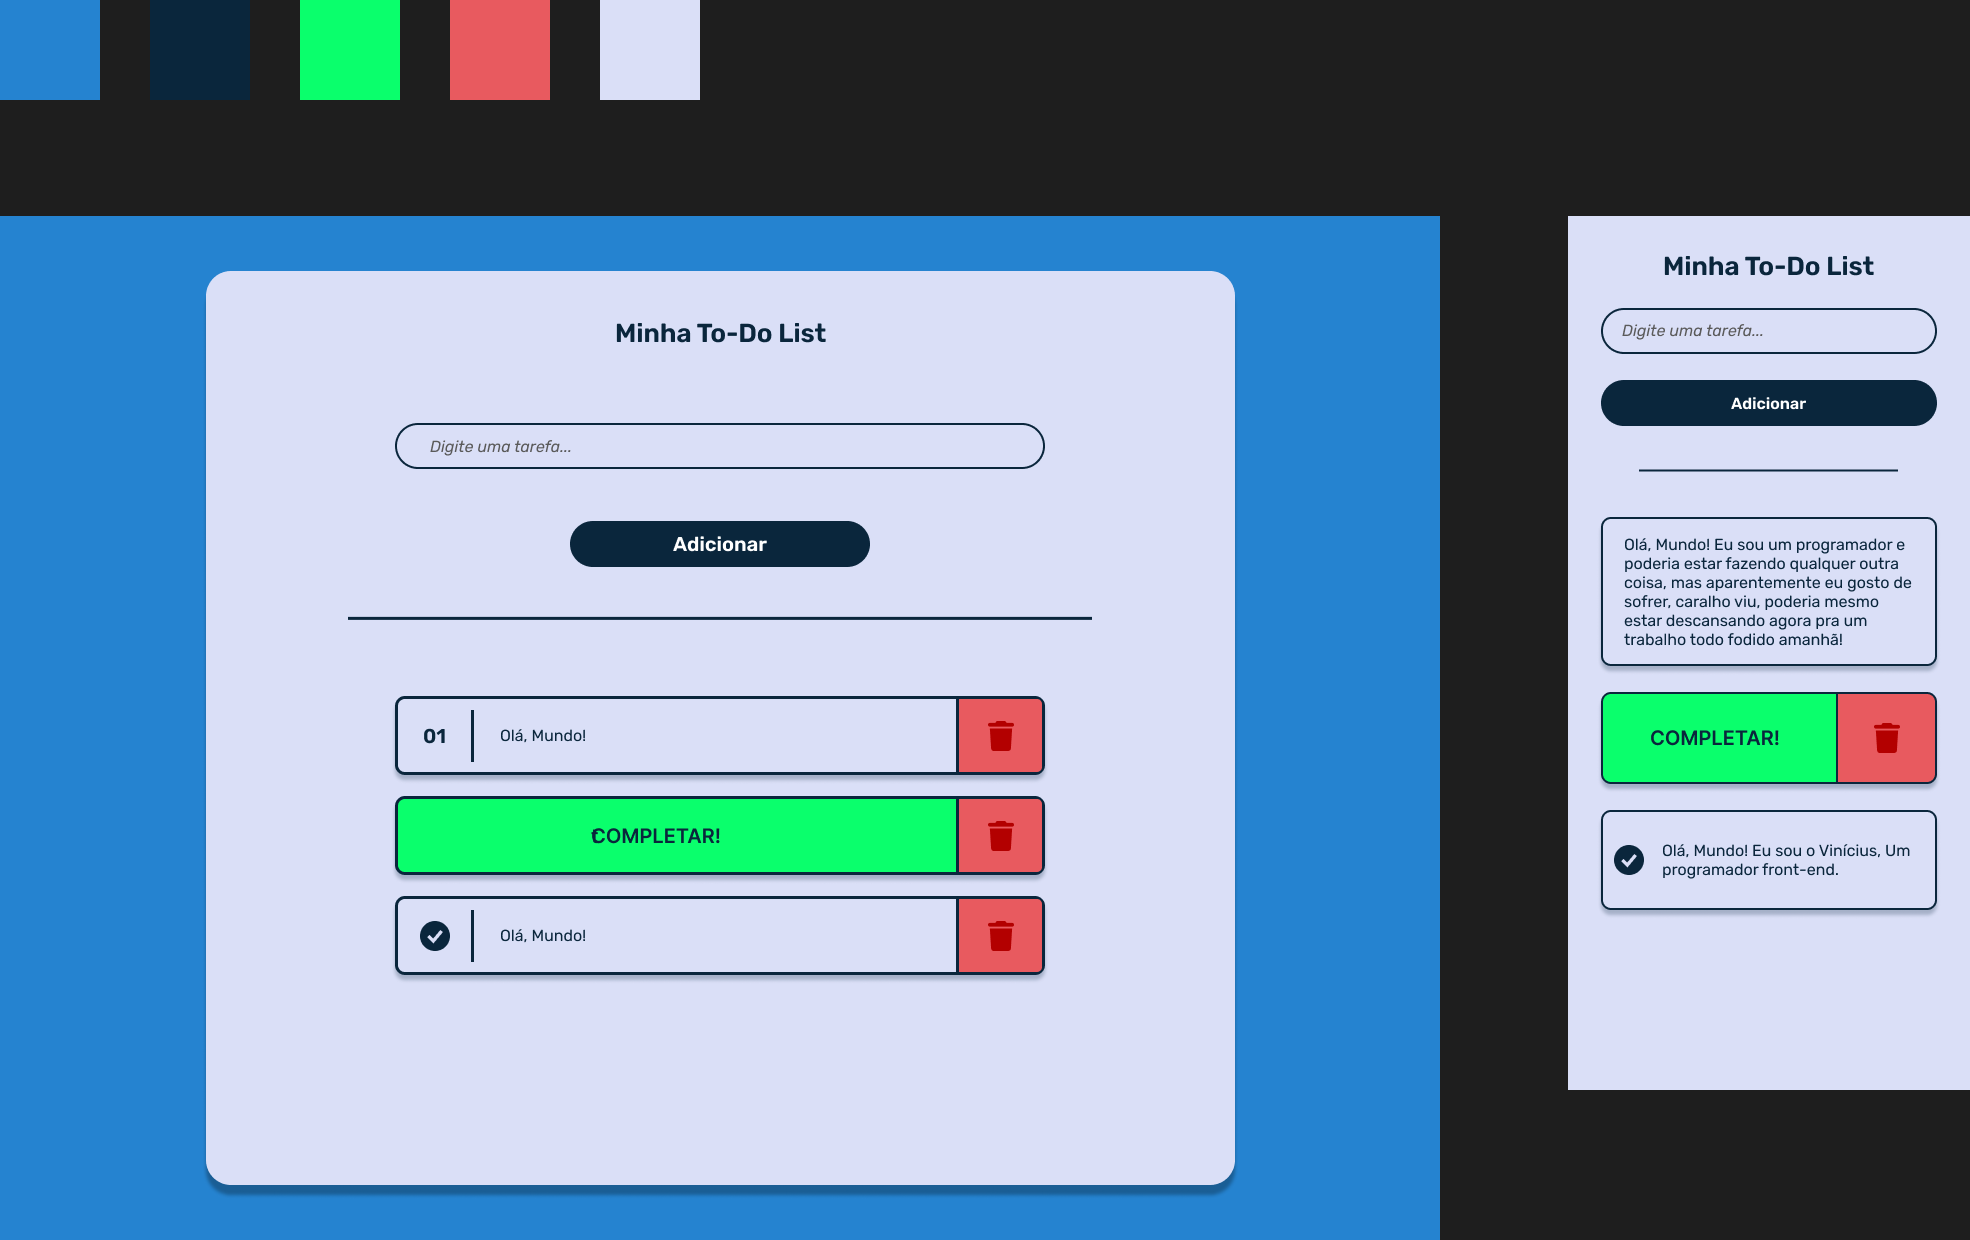 Minha To-Do List
Digite uma tarefa...
Adicionar
01
Olá, Mundo!
COMPLETAR!
Olá, Mundo!
Minha To-Do List
Digite uma tarefa...
Adicionar
Olá, Mundo! Eu sou um programador e
poderia estar fazendo qualquer outra
coisa, mas aparentemente eu gosto de
sofrer, caralho viu, poderia mesmo
estar descansando agora pra um
trabalho todo fodido amanhã!
COMPLETAR!
Olá, Mundo! Eu sou o Vinícius, Um
programador front-end.